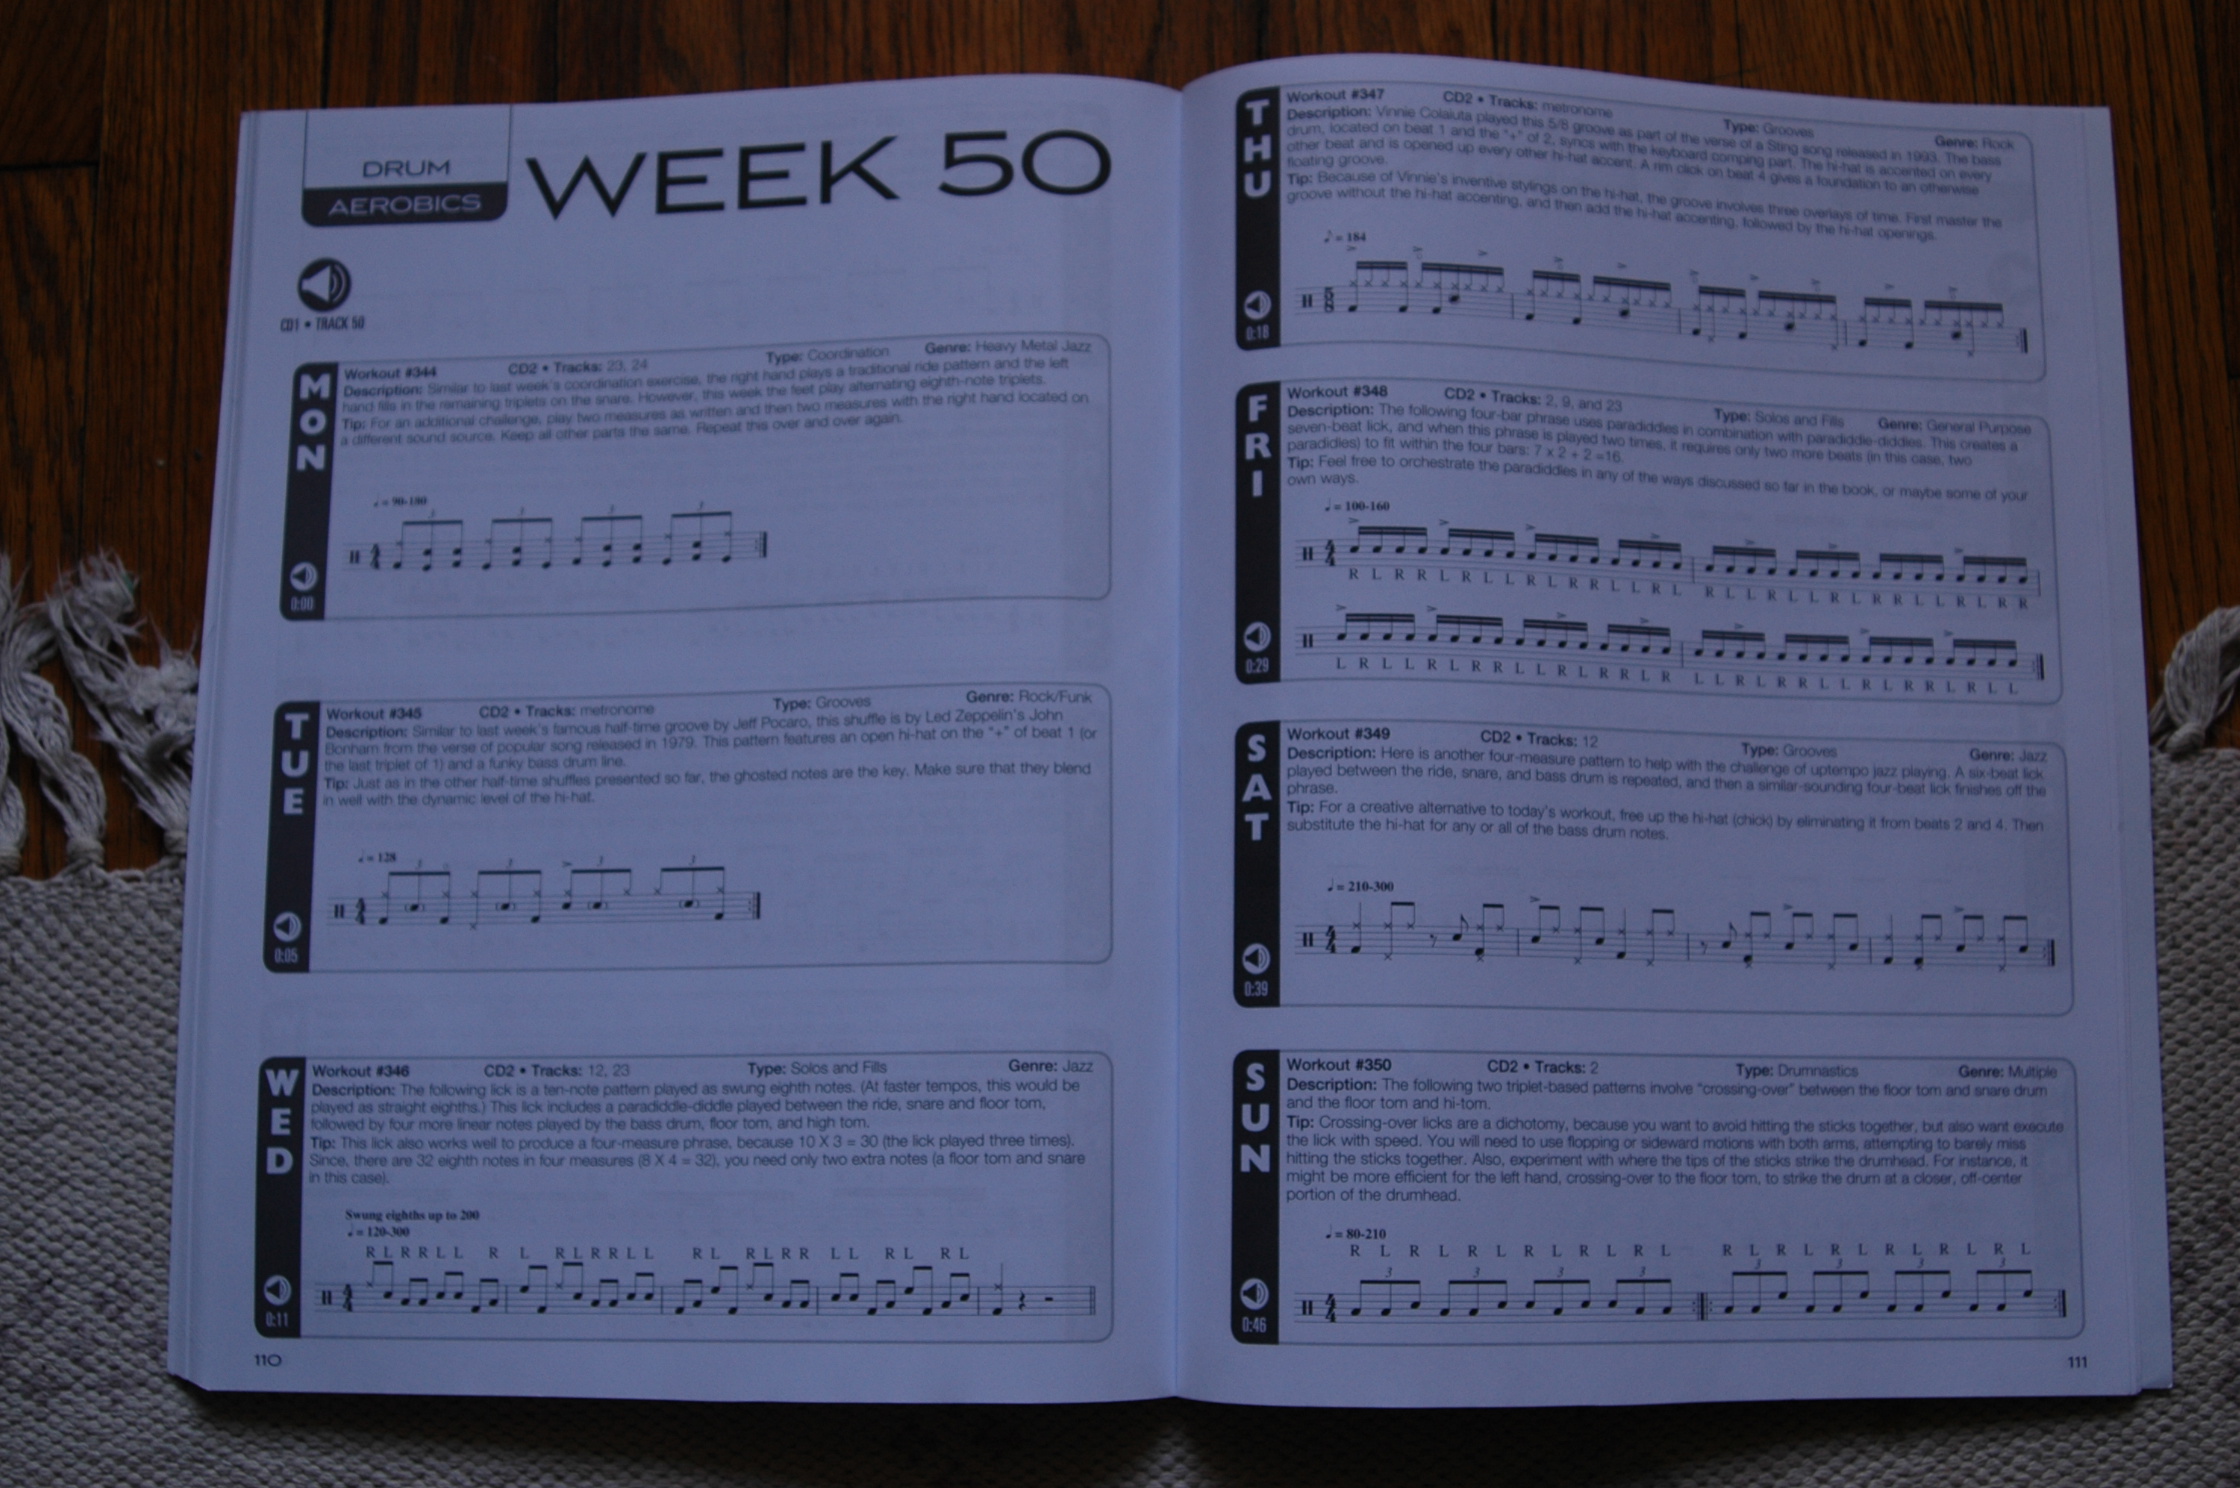 DRUM
AEROBICS
WEEK 50
CD1 • TRACK 50
MON
0:00
Workout #344 CD2 • Tracks: 23, 24 Type: Coordination Genre: Heavy Metal Jazz
Description: Similar to last week's coordination exercise, the right hand plays a traditional ride pattern and the left
hand fills in the remaining triplets on the snare. However, this week the feet play alternating eighth-note triplets.
Tip: For an additional challenge, play two measures as written and then two measures with the right hand located on
a different sound source. Keep all other parts the same. Repeat this over and over again.
♩ = 90-180
3 3 3 3
TUE
0:05
Workout #345 CD2 • Tracks: metronome Type: Grooves Genre: Rock/Funk
Description: Similar to last week's famous half-time groove by Jeff Pocaro, this shuffle is by Led Zeppelin's John
Bonham from the verse of popular song released in 1979. This pattern features an open hi-hat on the "+" of beat 1 (or
the last triplet of 1) and a funky bass drum line.
Tip: Just as in the other half-time shuffles presented so far, the ghosted notes are the key. Make sure that they blend
in well with the dynamic level of the hi-hat.
♩ = 128
3 3 3 3
WED
0:11
Workout #346 CD2 • Tracks: 12, 23 Type: Solos and Fills Genre: Jazz
Description: The following lick is a ten-note pattern played as swung eighth notes. (At faster tempos, this would be
played as straight eighths.) This lick includes a paradiddle-diddle played between the ride, snare and floor tom,
followed by four more linear notes played by the bass drum, floor tom, and high tom.
Tip: This lick also works well to produce a four-measure phrase, because 10 X 3 = 30 (the lick played three times).
Since, there are 32 eighth notes in four measures (8 X 4 = 32), you need only two extra notes (a floor tom and snare
in this case).
Swung eighths up to 200
♩ = 120-300
R L R R L L R L R L R R L L R L R L R R L L R L R L
110
THU
0:18
Workout #347 CD2 • Tracks: metronome Type: Grooves Genre: Rock
Description: Vinnie Colaiuta played this 5/8 groove as part of the verse of a Sting song released in 1993. The bass
drum, located on beat 1 and the "+" of 2, syncs with the keyboard comping part. The hi-hat is accented on every
other beat and is opened up every other hi-hat accent. A rim click on beat 4 gives a foundation to an otherwise
floating groove.
Tip: Because of Vinnie's inventive stylings on the hi-hat, the groove involves three overlays of time. First master the
groove without the hi-hat accenting, and then add the hi-hat accenting, followed by the hi-hat openings.
♪ = 184
FRI
0:29
Workout #348 CD2 • Tracks: 2, 9, and 23 Type: Solos and Fills Genre: General Purpose
Description: The following four-bar phrase uses paradiddles in combination with paradiddle-diddles. This creates a
seven-beat lick, and when this phrase is played two times, it requires only two more beats (in this case, two
paradiddles) to fit within the four bars: 7 x 2 + 2 =16.
Tip: Feel free to orchestrate the paradiddles in any of the ways discussed so far in the book, or maybe some of your
own ways.
♩ = 100-160
R L R R L R L L R L R R L R L R L L R L R R L R L L R L R R
L R L L R L R R L L R L R R L R L L R L R R L L R L R R L R L L
SAT
0:39
Workout #349 CD2 • Tracks: 12 Type: Grooves Genre: Jazz
Description: Here is another four-measure pattern to help with the challenge of uptempo jazz playing. A six-beat lick
played between the ride, snare, and bass drum is repeated, and then a similar-sounding four-beat lick finishes off the
phrase.
Tip: For a creative alternative to today's workout, free up the hi-hat (chick) by eliminating it from beats 2 and 4. Then
substitute the hi-hat for any or all of the bass drum notes.
♩ = 210-300
SUN
0:46
Workout #350 CD2 • Tracks: 2 Type: Drumnastics Genre: Multiple
Description: The following two triplet-based patterns involve "crossing-over" between the floor tom and snare drum
and the floor tom and hi-tom.
Tip: Crossing-over licks are a dichotomy, because you want to avoid hitting the sticks together, but also want execute
the lick with speed. You will need to use flopping or sideward motions with both arms, attempting to barely miss
hitting the sticks together. Also, experiment with where the tips of the sticks strike the drumhead. For instance, it
might be more efficient for the left hand, crossing-over to the floor tom, to strike the drum at a closer, off-center
portion of the drumhead.
♩ = 80-210
R L R L R L R L R L R L R L R L R L R L R L R L
3 3 3 3 3 3 3 3
111